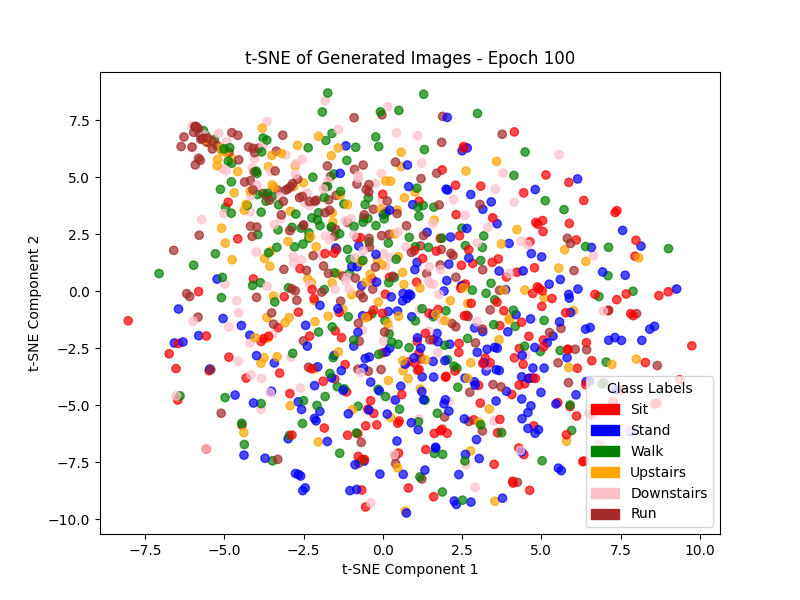 t-SNE of Generated Images - Epoch 100
t-SNE Component 2
7.5
5.0
2.5
0.0
−2.5
−5.0
−7.5
−10.0
Class Labels
Sit
Stand
Walk
Upstairs
Downstairs
Run
−7.5 −5.0 −2.5 0.0 2.5 5.0 7.5 10.0
t-SNE Component 1